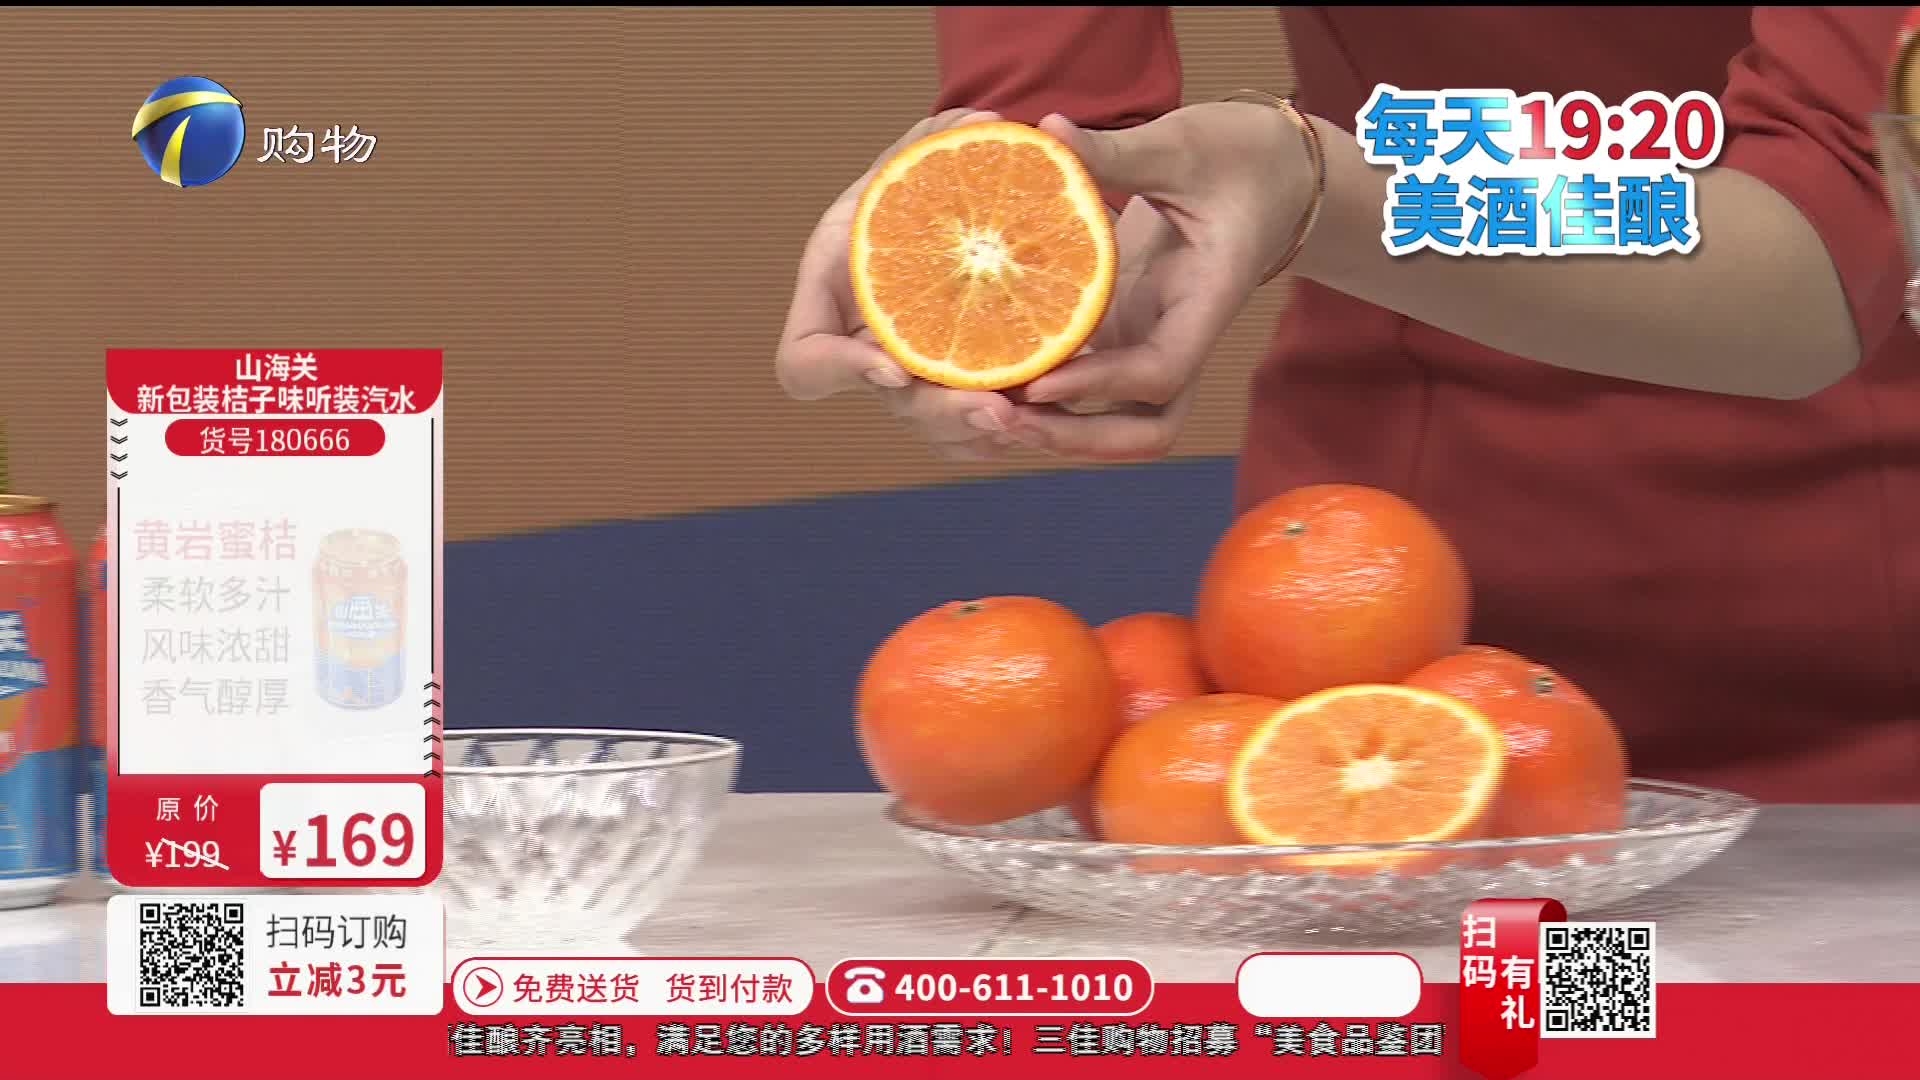 购物
每天19:20
美酒佳酿
山海关
新包装桔子味听装汽水
货号180666
黄岩蜜桔
柔软多汁
风味浓甜
香气醇厚
山海关
原价
¥199
¥169
扫码订购
立减3元
免费送货 货到付款
400-611-1010
扫码有礼
佳酿齐亮相，满足您的多样用酒需求！三佳购物招募“美食品鉴团